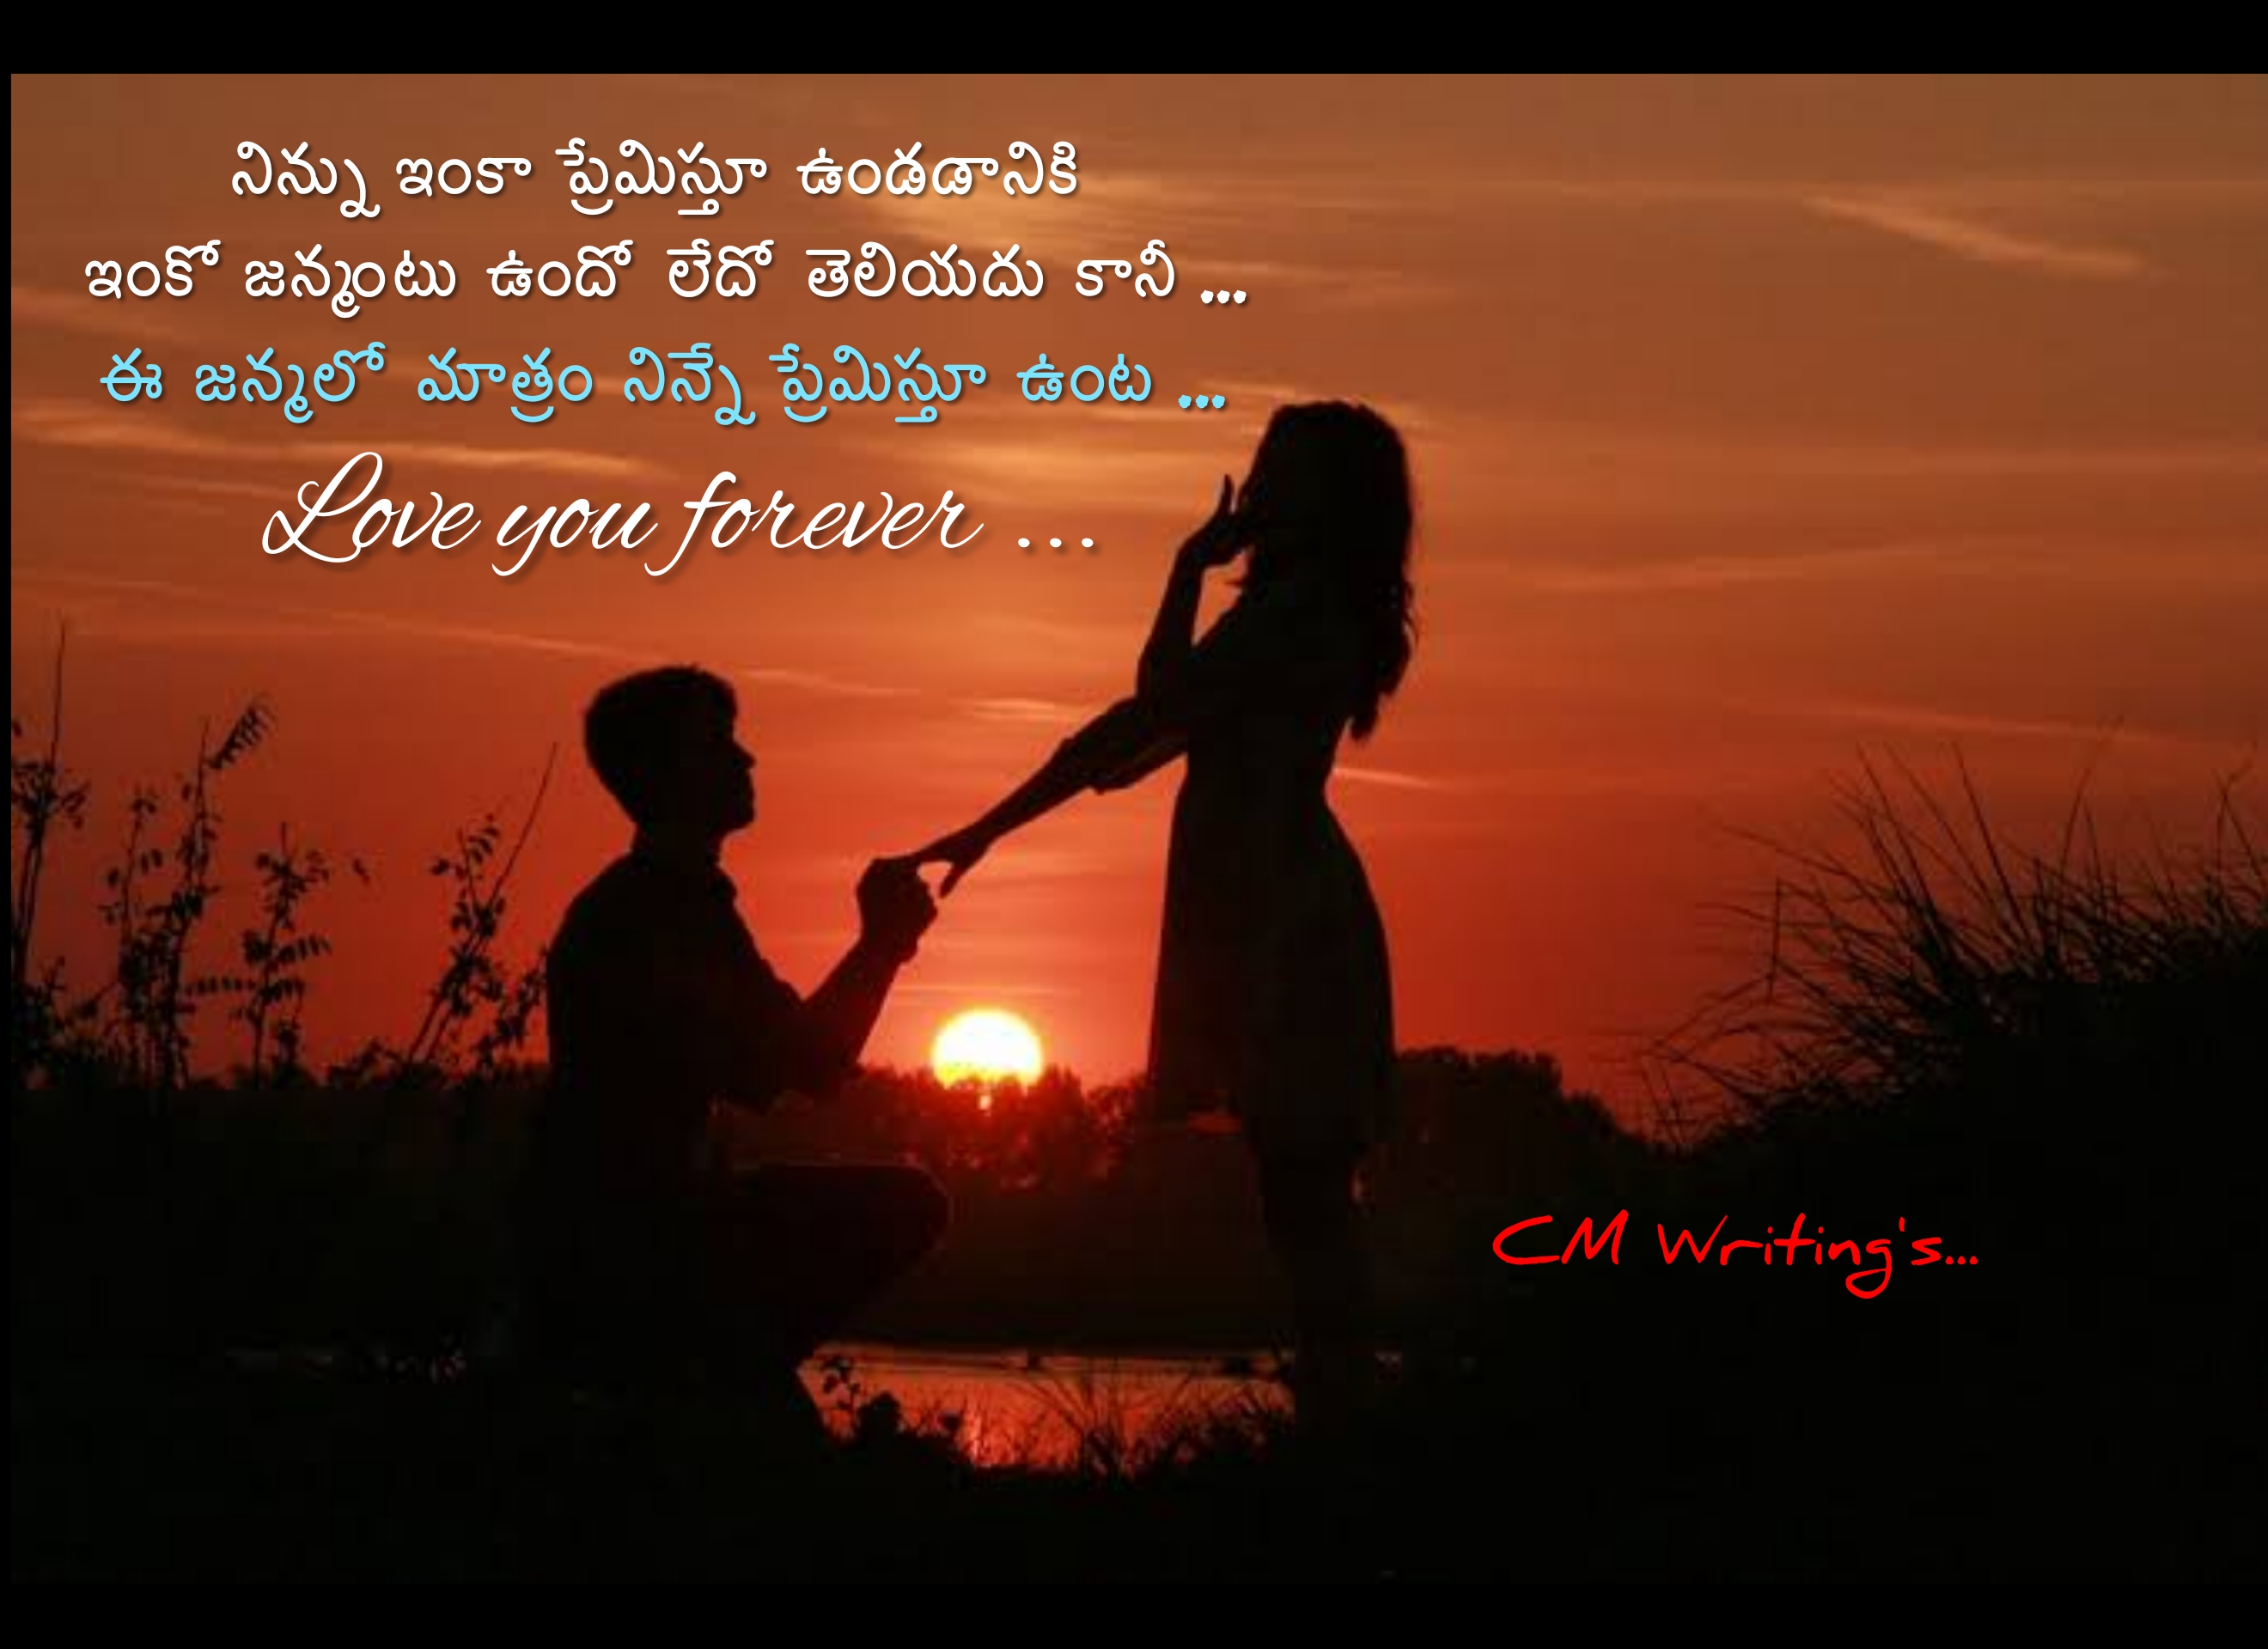 నిన్ను ఇంకా ప్రేమిస్తూ ఉండడానికి
ఇంకో జన్మంటు ఉందో లేదో తెలియదు కానీ ...
ఈ జన్మలో మాత్రం నిన్నే ప్రేమిస్తూ ఉంట ...
Love you forever ...
CM Writing's...